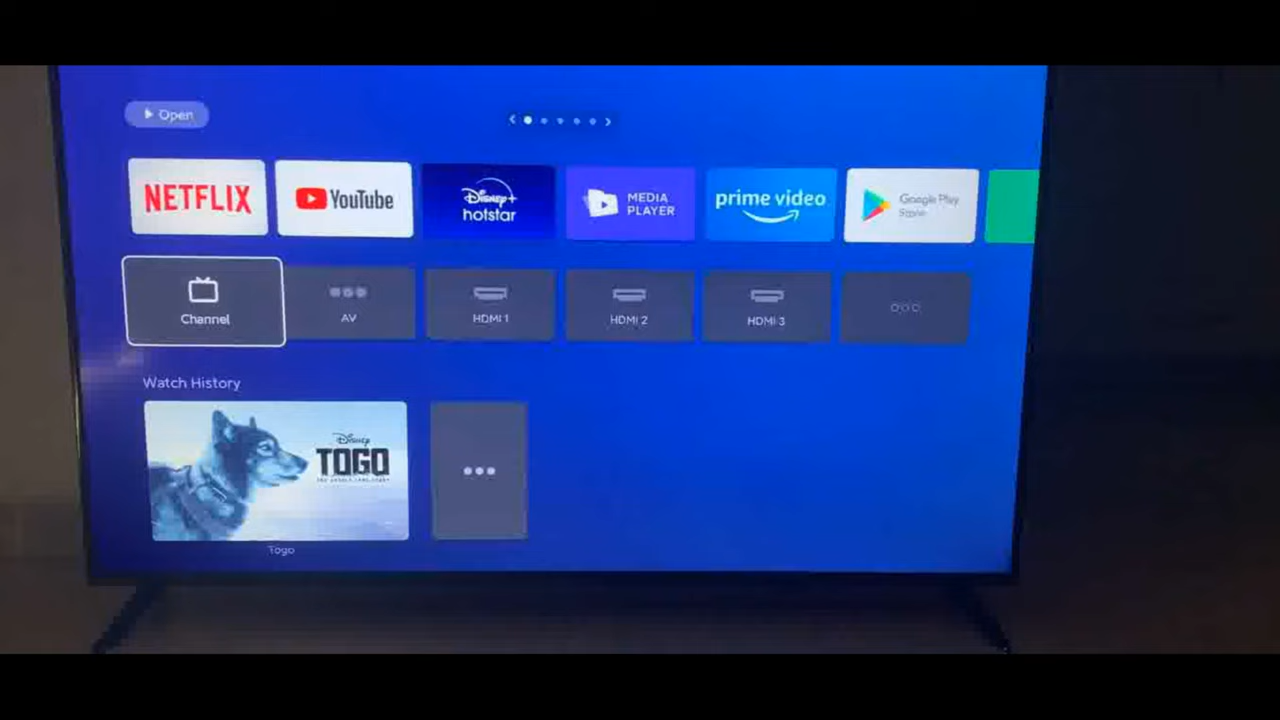 Open
NETFLIX
YouTube
Disney+
hotstar
MEDIA
PLAYER
prime video
Google Play
Store
Channel
AV
HDMI 1
HDMI 2
HDMI 3
Watch History
Disney
TOGO
Togo